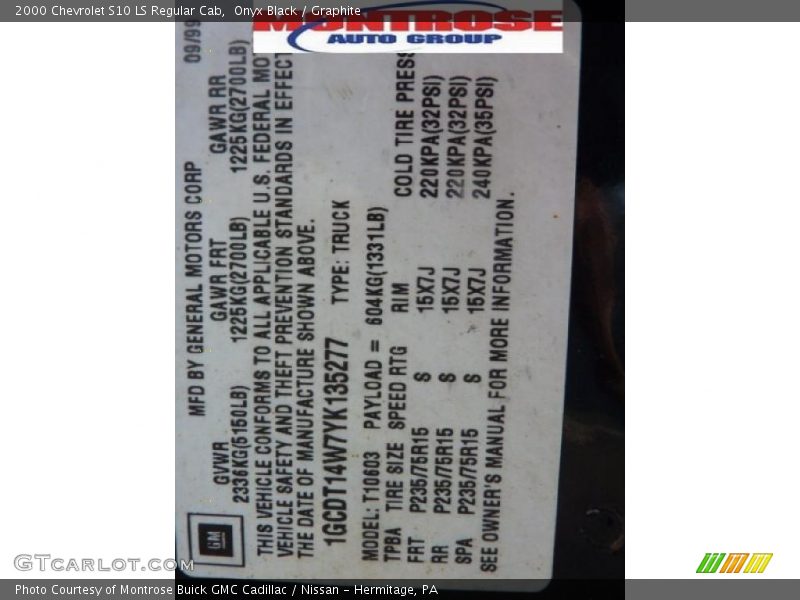 2000 Chevrolet S10 LS Regular Cab, Onyx Black / Graphite
MONTROSE
AUTO GROUP
MFD BY GENERAL MOTORS CORP 09/99
GVWR GAWR FRT GAWR RR
2336KG(5150LB) 1225KG(2700LB) 1225KG(2700LB)
THIS VEHICLE CONFORMS TO ALL APPLICABLE U.S. FEDERAL MOT
VEHICLE SAFETY AND THEFT PREVENTION STANDARDS IN EFFECT
THE DATE OF MANUFACTURE SHOWN ABOVE.
GM
1GCDT14W7YK135277 TYPE: TRUCK
MODEL: T10603 PAYLOAD = 604KG(1331LB)
TPBA TIRE SIZE SPEED RTG RIM COLD TIRE PRESS
FRT P235/75R15 S 15X7J 220KPA(32PSI)
RR P235/75R15 S 15X7J 220KPA(32PSI)
SPA P235/75R15 S 15X7J 240KPA(35PSI)
SEE OWNER'S MANUAL FOR MORE INFORMATION.
GTCarLot.com
Photo Courtesy of Montrose Buick GMC Cadillac / Nissan - Hermitage, PA